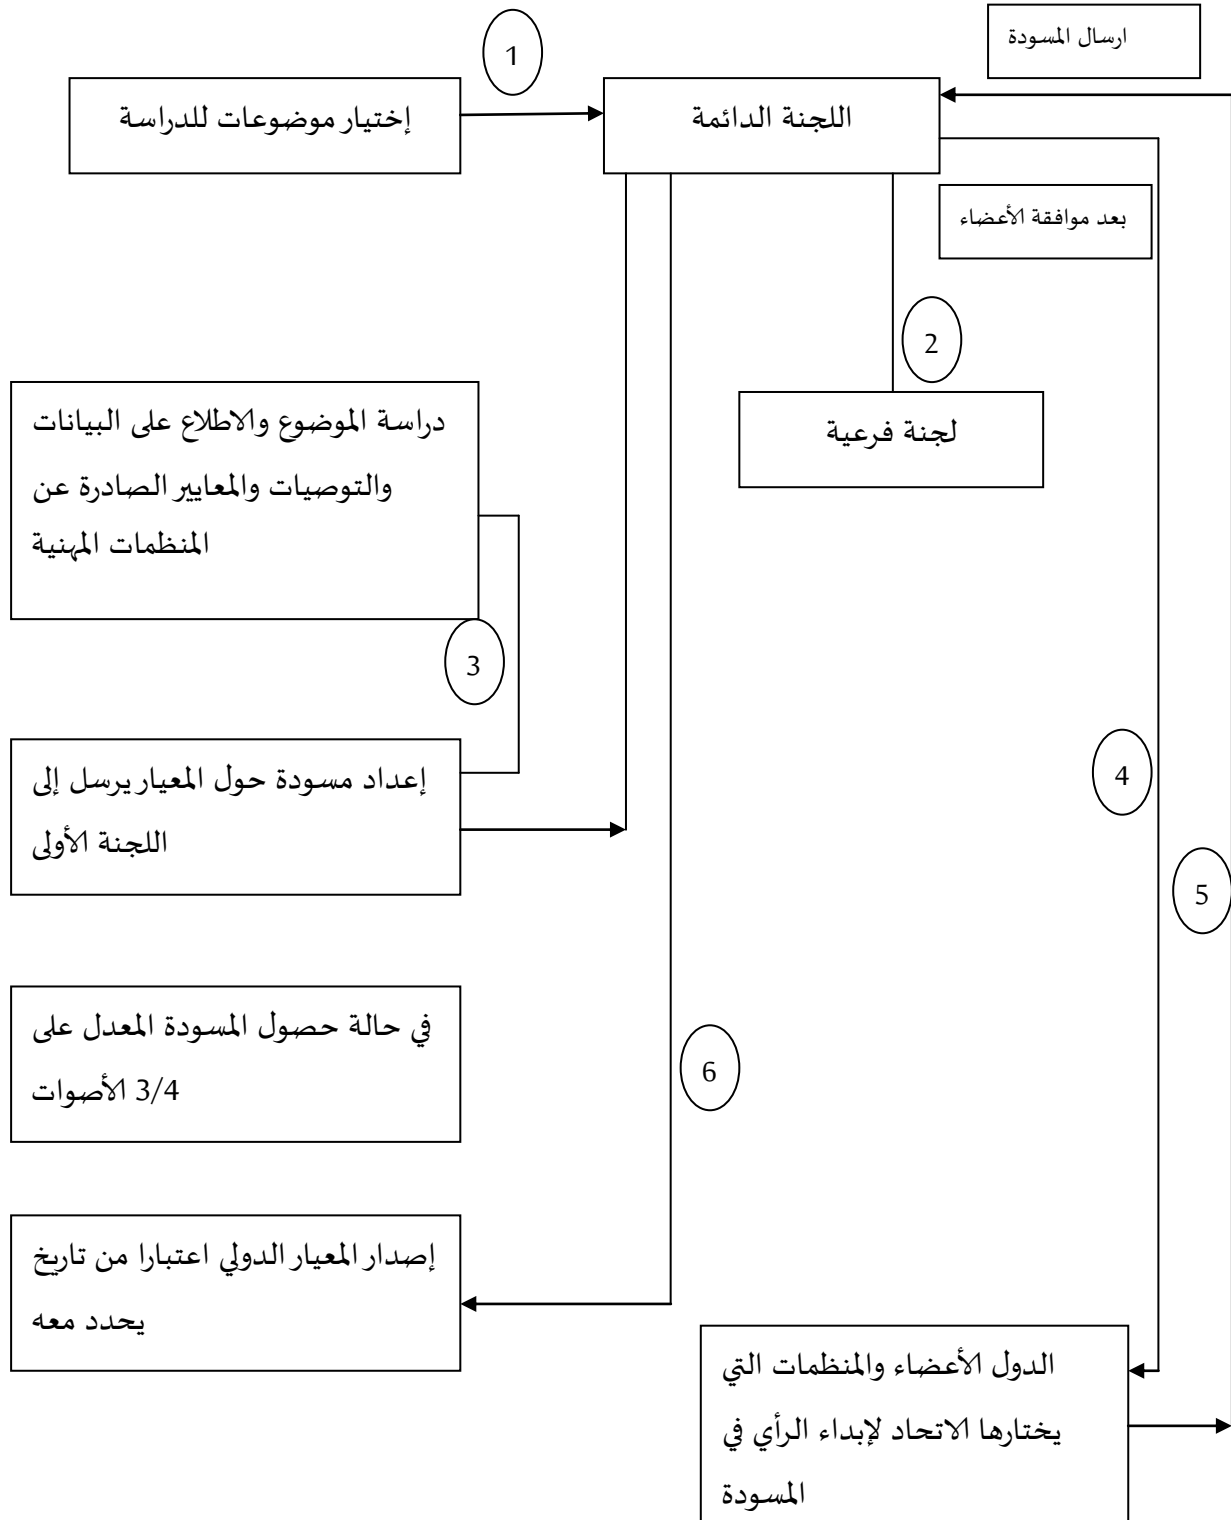 ارسال المسودة
1
إختيار موضوعات للدراسة
اللجنة الدائمة
بعد موافقة الأعضاء
2
لجنة فرعية
دراسة الموضوع والاطلاع على البيانات
والتوصيات والمعايير الصادرة عن
المنظمات المهنية
3
إعداد مسودة حول المعيار يرسل إلى
اللجنة الأولى
4
5
في حالة حصول المسودة المعدل على
3/4 الأصوات
6
إصدار المعيار الدولي اعتبارا من تاريخ
يحدد معه
الدول الأعضاء والمنظمات التي
يختارها الاتحاد لإبداء الرأي في
المسودة